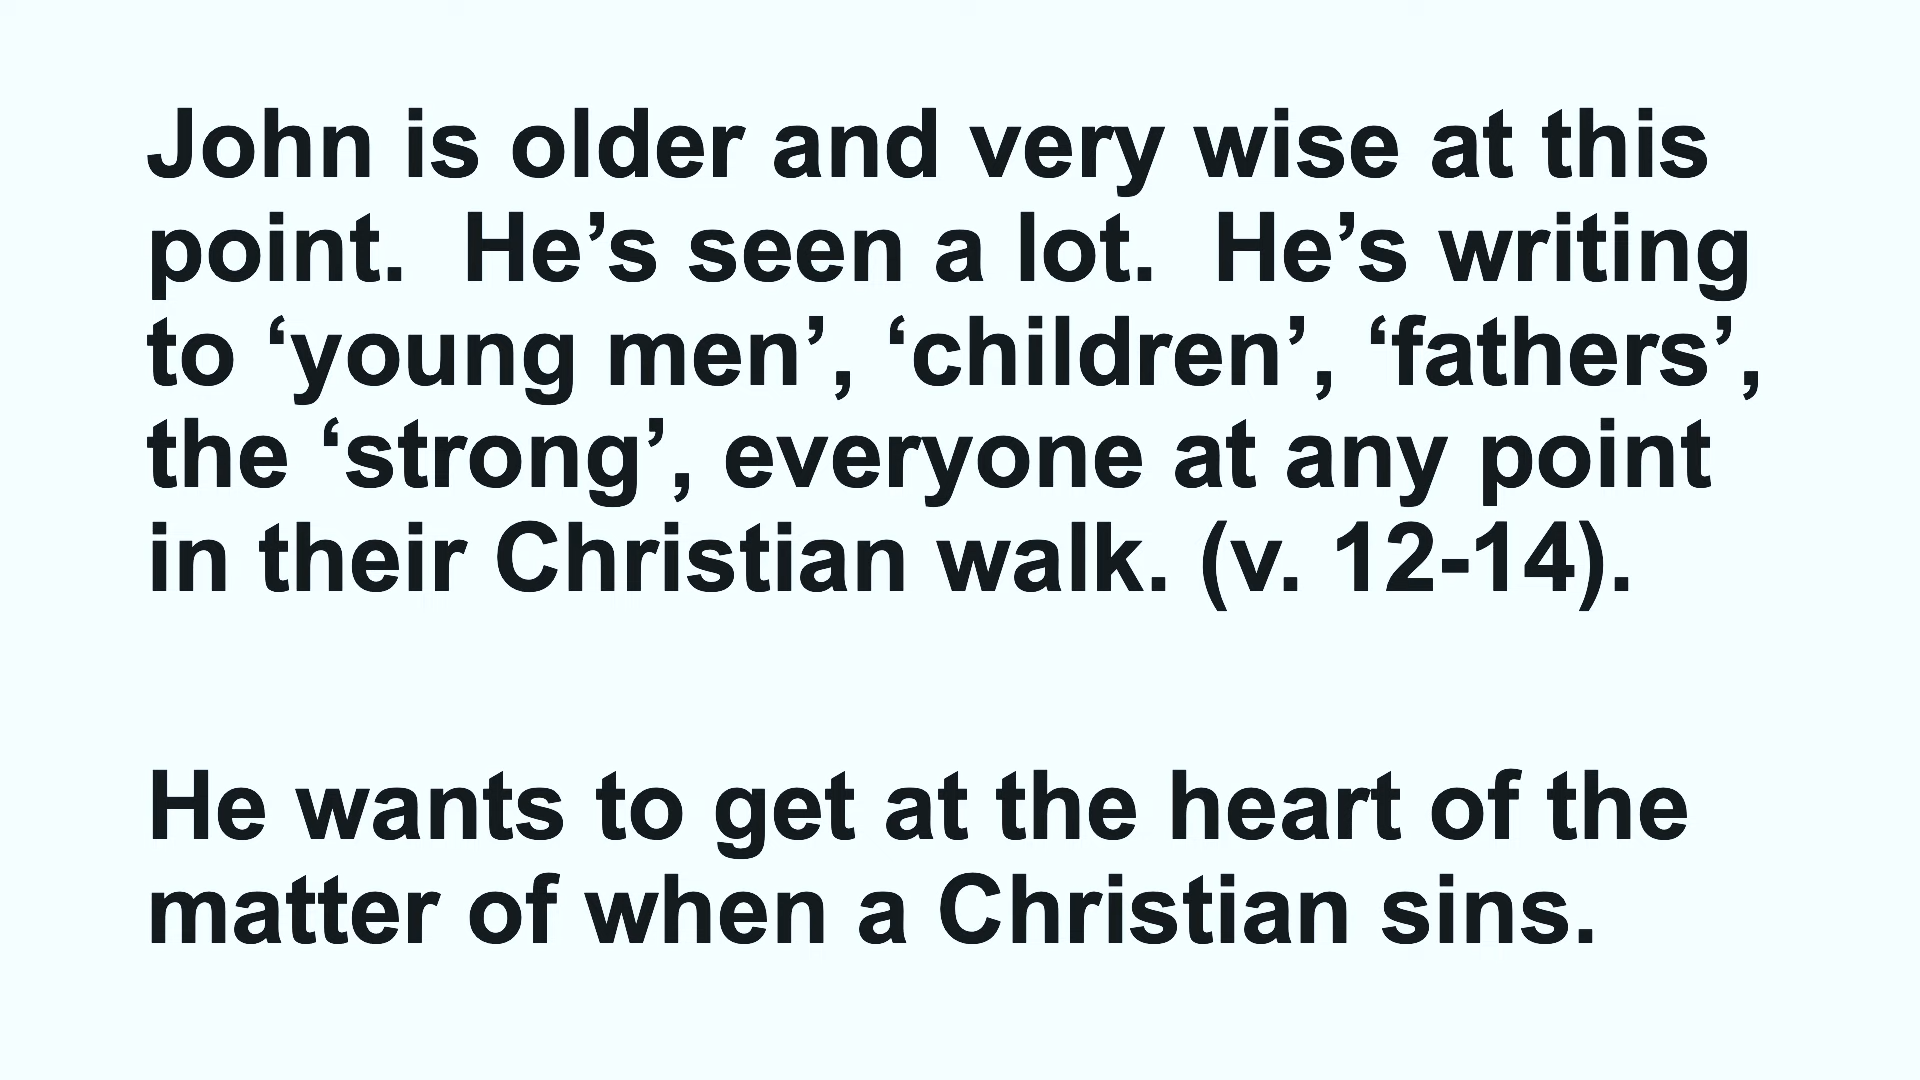 John is older and very wise at this
point.  He’s seen a lot.  He’s writing
to ‘young men’, ‘children’, ‘fathers’,
the ‘strong’, everyone at any point
in their Christian walk. (v. 12-14).
He wants to get at the heart of the
matter of when a Christian sins.